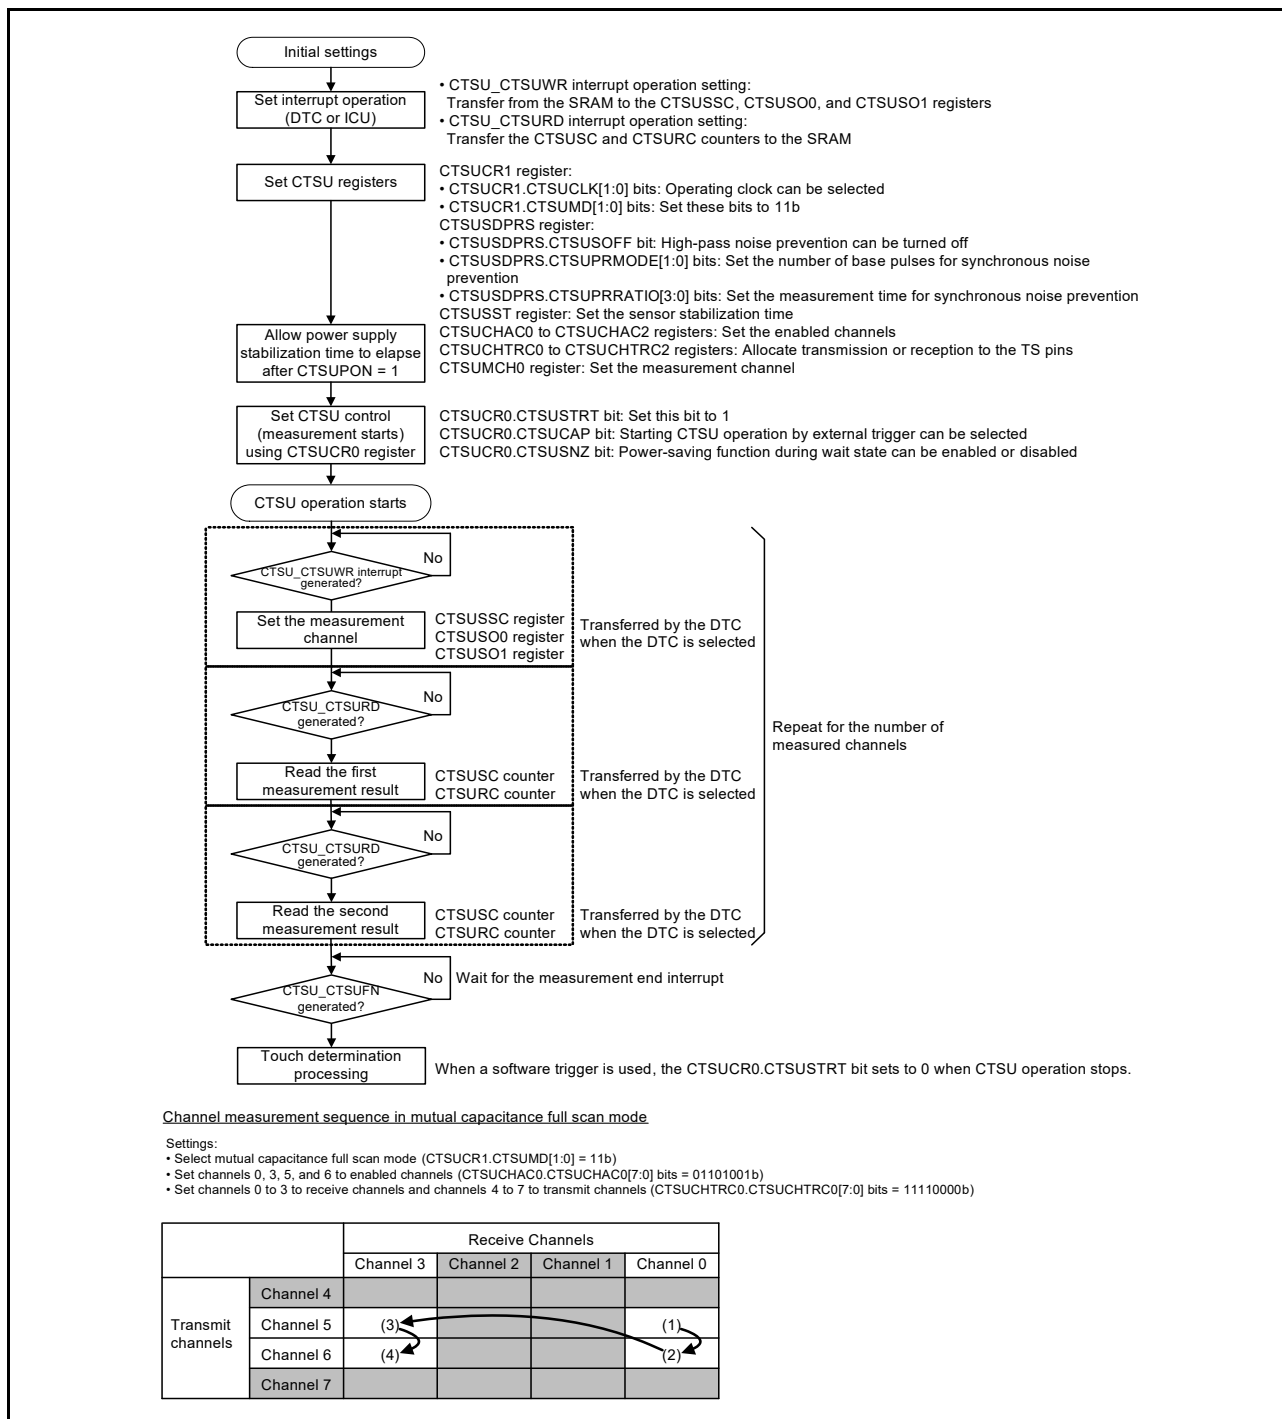 Initial settings
Set interrupt operation
(DTC or ICU)
• CTSU_CTSUWR interrupt operation setting:
Transfer from the SRAM to the CTSUSSC, CTSUSO0, and CTSUSO1 registers
• CTSU_CTSURD interrupt operation setting:
Transfer the CTSUSC and CTSURC counters to the SRAM
Set CTSU registers
CTSUCR1 register:
• CTSUCR1.CTSUCLK[1:0] bits: Operating clock can be selected
• CTSUCR1.CTSUMD[1:0] bits: Set these bits to 11b
CTSUSDPRS register:
• CTSUSDPRS.CTSUSOFF bit: High-pass noise prevention can be turned off
• CTSUSDPRS.CTSUPRMODE[1:0] bits: Set the number of base pulses for synchronous noise
prevention
• CTSUSDPRS.CTSUPRRATIO[3:0] bits: Set the measurement time for synchronous noise prevention
CTSUSST register: Set the sensor stabilization time
CTSUCHAC0 to CTSUCHAC2 registers: Set the enabled channels
CTSUCHTRC0 to CTSUCHTRC2 registers: Allocate transmission or reception to the TS pins
CTSUMCH0 register: Set the measurement channel
Allow power supply
stabilization time to elapse
after CTSUPON = 1
Set CTSU control
(measurement starts)
using CTSUCR0 register
CTSUCR0.CTSUSTRT bit: Set this bit to 1
CTSUCR0.CTSUCAP bit: Starting CTSU operation by external trigger can be selected
CTSUCR0.CTSUSNZ bit: Power-saving function during wait state can be enabled or disabled
CTSU operation starts
No
CTSU_CTSUWR interrupt
generated?
Set the measurement
channel
CTSUSSC register
CTSUSO0 register
CTSUSO1 register
Transferred by the DTC
when the DTC is selected
No
CTSU_CTSURD
generated?
Repeat for the number of
measured channels
Read the first
measurement result
CTSUSC counter
CTSURC counter
Transferred by the DTC
when the DTC is selected
No
CTSU_CTSURD
generated?
Read the second
measurement result
CTSUSC counter
CTSURC counter
Transferred by the DTC
when the DTC is selected
No
Wait for the measurement end interrupt
CTSU_CTSUFN
generated?
Touch determination
processing
When a software trigger is used, the CTSUCR0.CTSUSTRT bit sets to 0 when CTSU operation stops.
Channel measurement sequence in mutual capacitance full scan mode
Settings:
• Select mutual capacitance full scan mode (CTSUCR1.CTSUMD[1:0] = 11b)
• Set channels 0, 3, 5, and 6 to enabled channels (CTSUCHAC0.CTSUCHAC0[7:0] bits = 01101001b)
• Set channels 0 to 3 to receive channels and channels 4 to 7 to transmit channels (CTSUCHTRC0.CTSUCHTRC0[7:0] bits = 11110000b)
Receive Channels
Channel 3 Channel 2 Channel 1 Channel 0
Transmit
channels
Channel 4
Channel 5 (3) (1)
Channel 6 (4) (2)
Channel 7